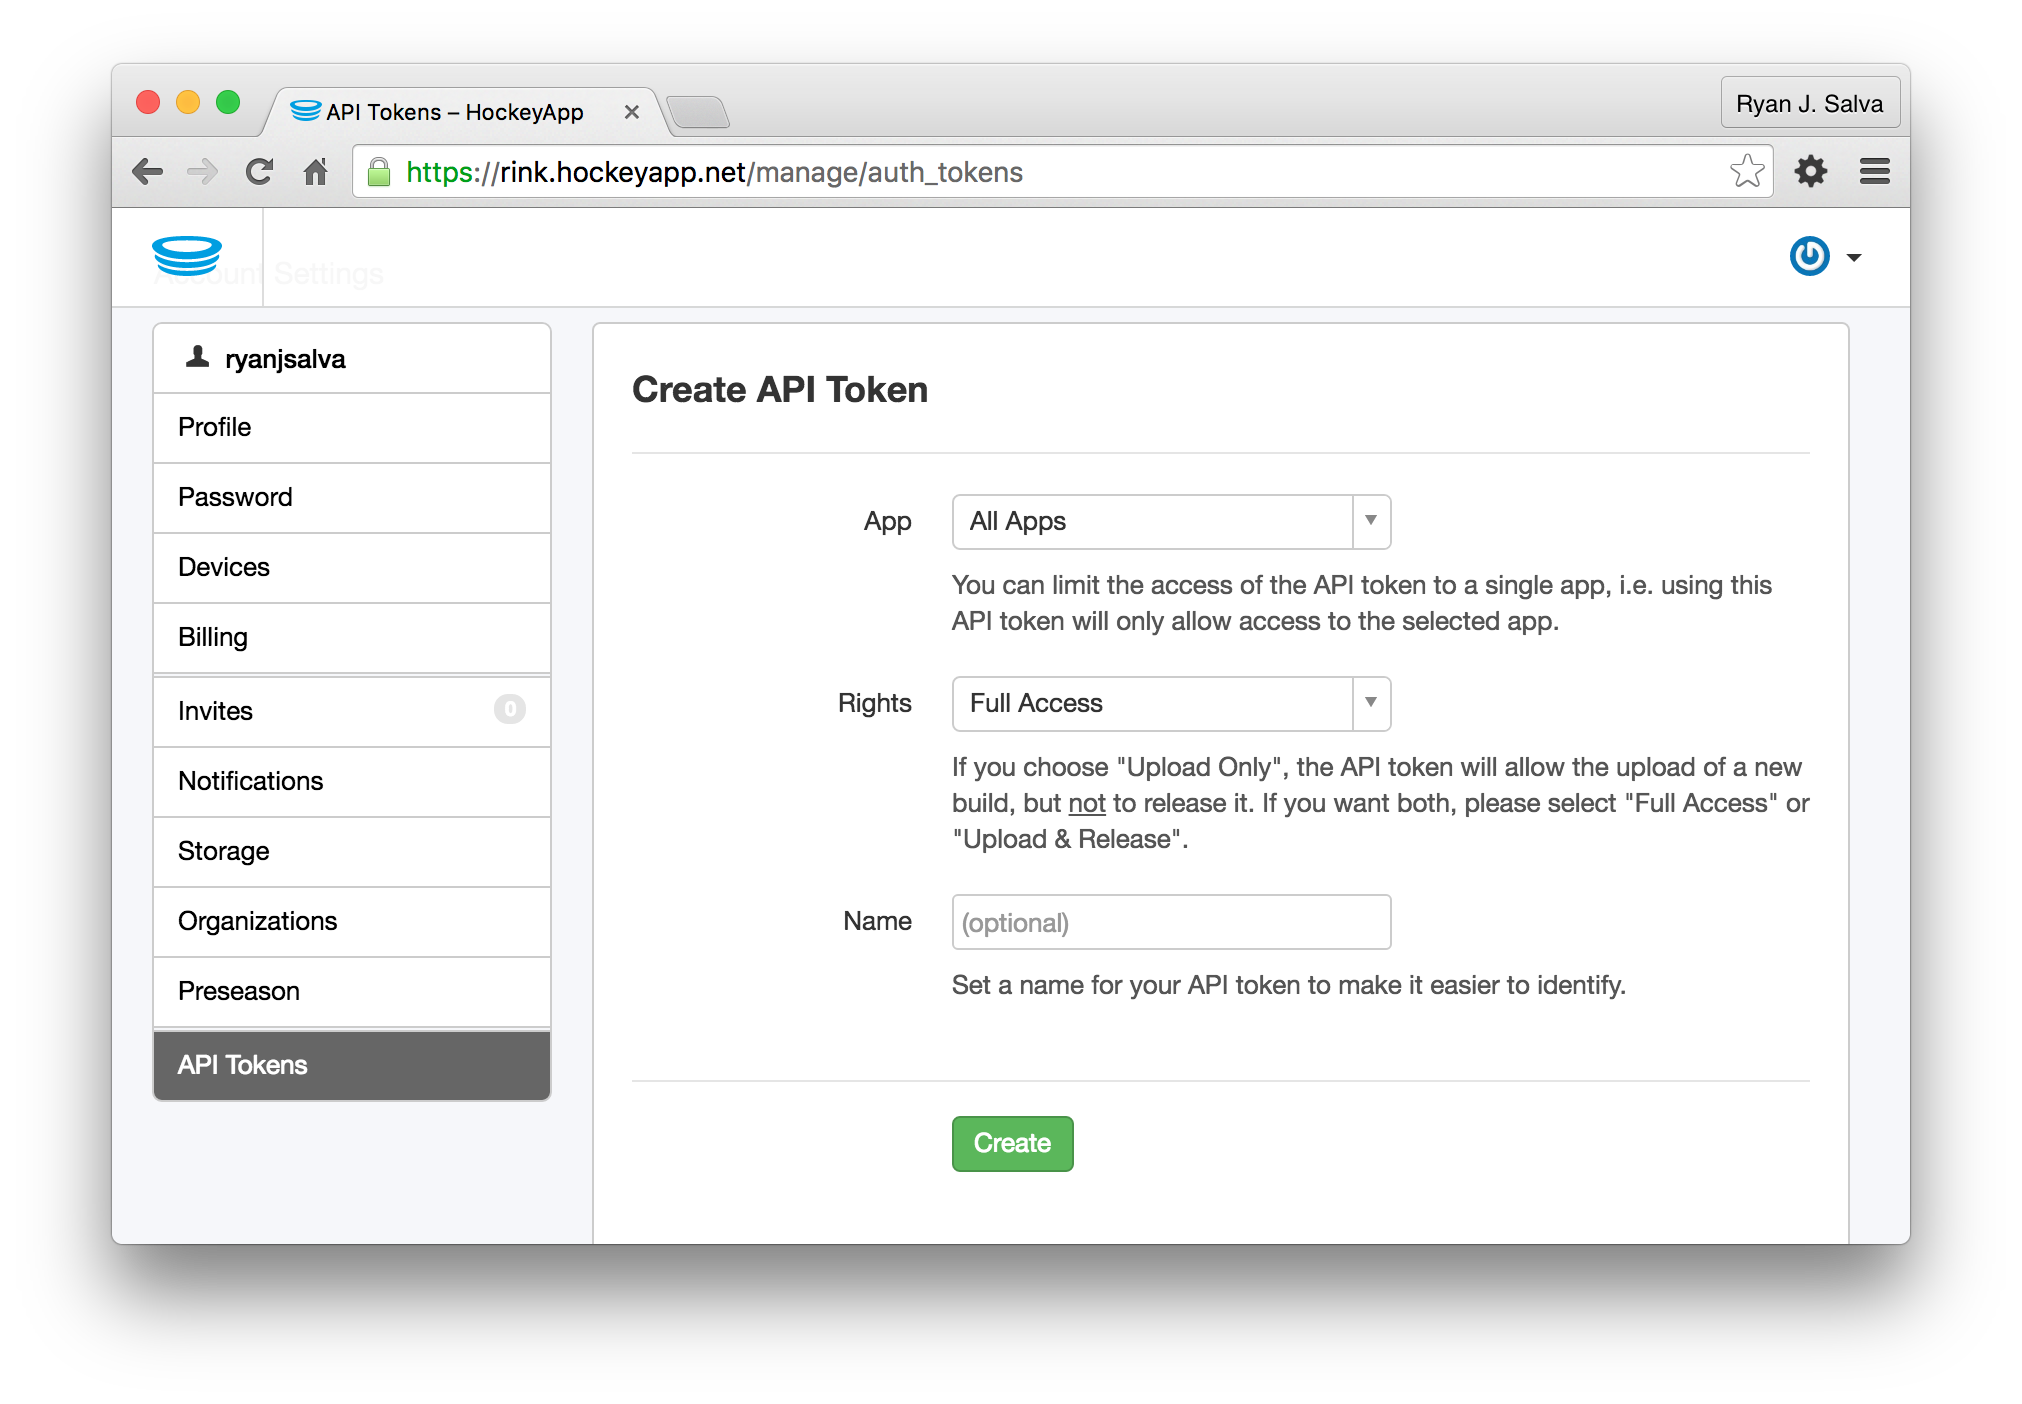 API Tokens – HockeyApp
Ryan J. Salva
https://rink.hockeyapp.net/manage/auth_tokens
Account Settings
ryanjsalva
Profile
Password
Devices
Billing
Invites 0
Notifications
Storage
Organizations
Preseason
API Tokens
Create API Token
App All Apps
You can limit the access of the API token to a single app, i.e. using this
API token will only allow access to the selected app.
Rights Full Access
If you choose "Upload Only", the API token will allow the upload of a new
build, but not to release it. If you want both, please select "Full Access" or
"Upload & Release".
Name (optional)
Set a name for your API token to make it easier to identify.
Create